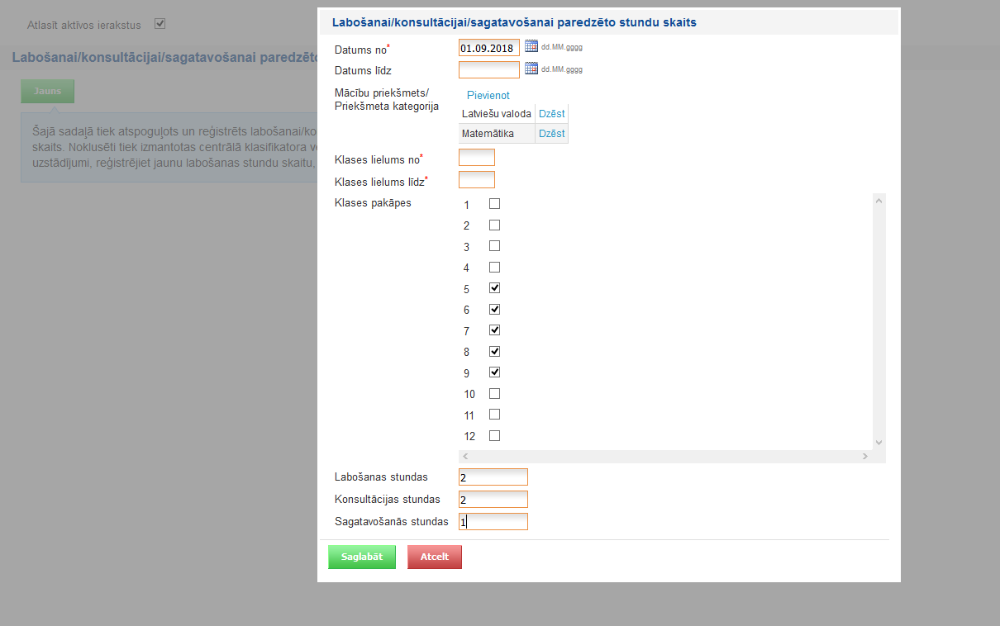 Atlasīt aktīvos ierakstus
Labošanai/konsultācijai/sagatavošanai paredzēto
Jauns
Šajā sadaļā tiek atspoguļots un reģistrēts labošanai/ko
skaits. Noklusēti tiek izmantotas centrālā klasifikatora vē
uzstādījumi, reģistrējiet jaunu labošanas stundu skaitu,
Labošanai/konsultācijai/sagatavošanai paredzēto stundu skaits
Datums no* 01.09.2018 dd.MM.gggg
Datums līdz dd.MM.gggg
Mācību priekšmets/
Priekšmeta kategorija
Pievienot
Latviešu valoda Dzēst
Matemātika Dzēst
Klases lielums no*
Klases lielums līdz*
Klases pakāpes
1
2
3
4
5
6
7
8
9
10
11
12
Labošanas stundas 2
Konsultācijas stundas 2
Sagatavošanās stundas 1
Saglabāt Atcelt